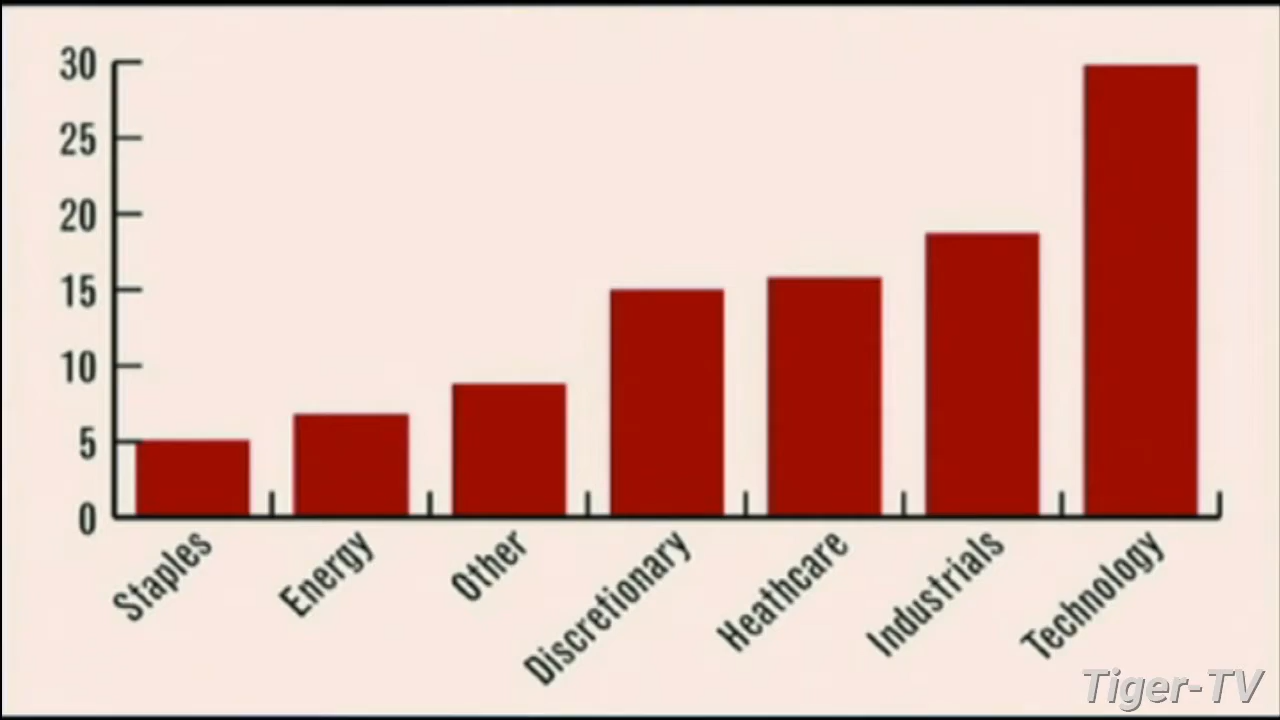 30
25
20
15
10
5
0
Staples
Energy
Other
Discretionary
Heathcare
Industrials
Technology
Tiger-TV